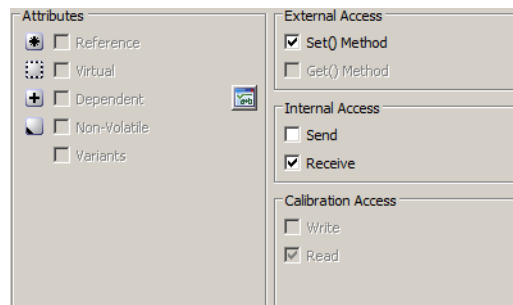 Attributes
Reference
Virtual
Dependent
Non-Volatile
Variants
External Access
Set() Method
Get() Method
Internal Access
Send
Receive
Calibration Access
Write
Read